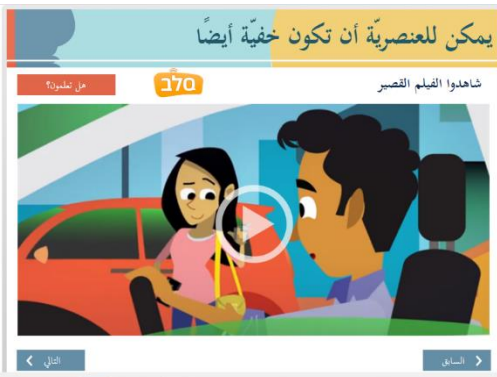 يمكن للعنصريّة أن تكون خفيّة أيضًا
شاهدوا الفيلم القصير
סלב
هل تعلمون؟
السابق
التالي